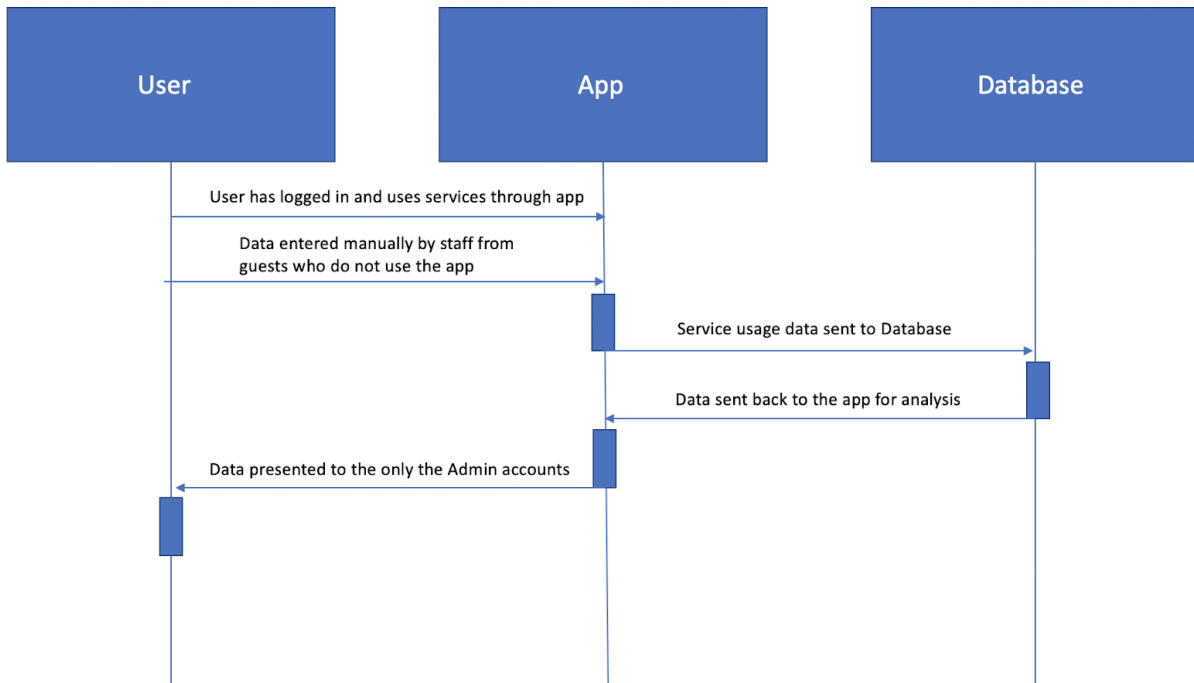 User
App
Database
User has logged in and uses services through app
Data entered manually by staff from
guests who do not use the app
Service usage data sent to Database
Data sent back to the app for analysis
Data presented to the only the Admin accounts